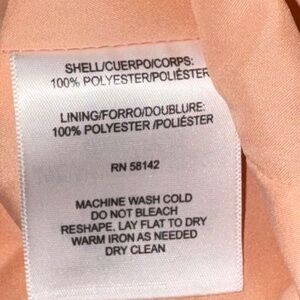 SHELL/CUERPO/CORPS:
100% POLYESTER/POLIÉSTER
LINING/FORRO/DOUBLURE:
100% POLYESTER /POLIÉSTER
RN 58142
MACHINE WASH COLD
DO NOT BLEACH
RESHAPE, LAY FLAT TO DRY
WARM IRON AS NEEDED
DRY CLEAN